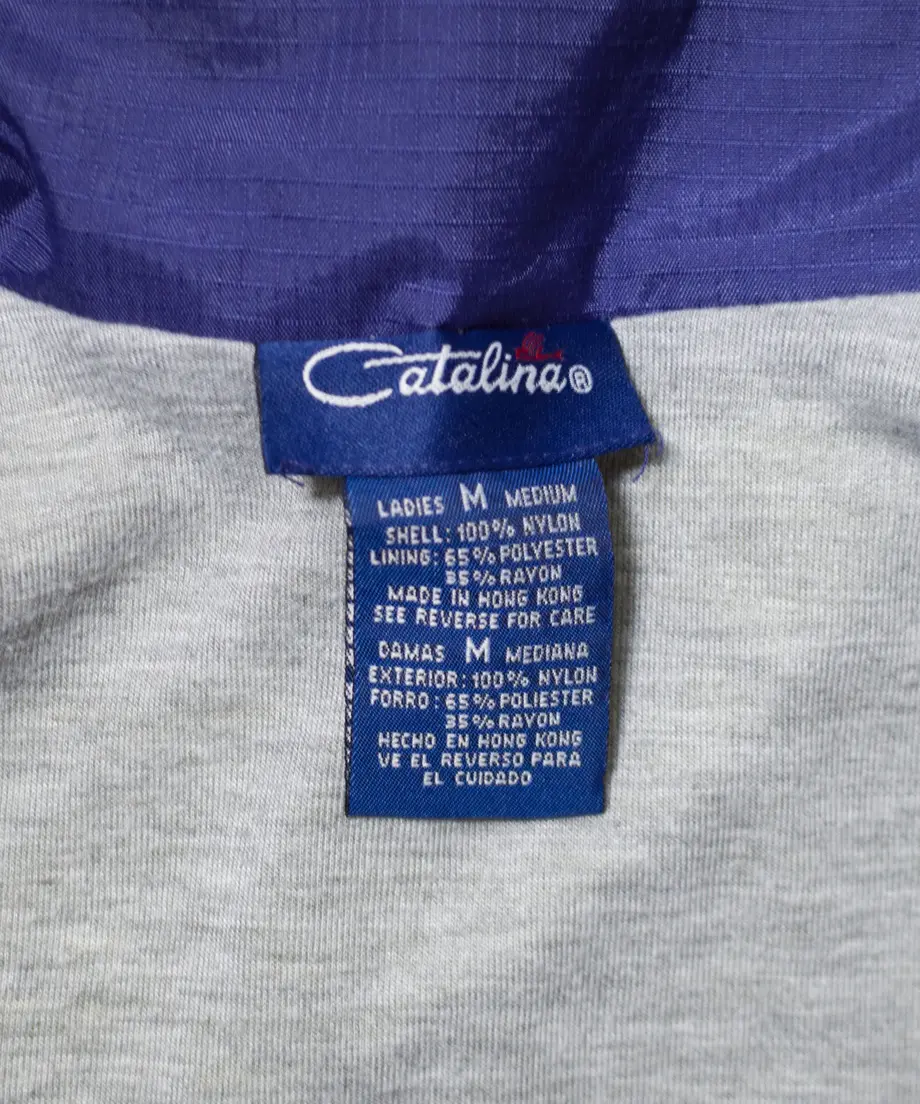 Catalina®
LADIES M MEDIUM
SHELL: 100% NYLON
LINING: 65% POLYESTER
35% RAYON
MADE IN HONG KONG
SEE REVERSE FOR CARE
DAMAS M MEDIANA
EXTERIOR: 100% NYLON
FORRO: 65% POLIESTER
35% RAYON
HECHO EN HONG KONG
VE EL REVERSO PARA
EL CUIDADO